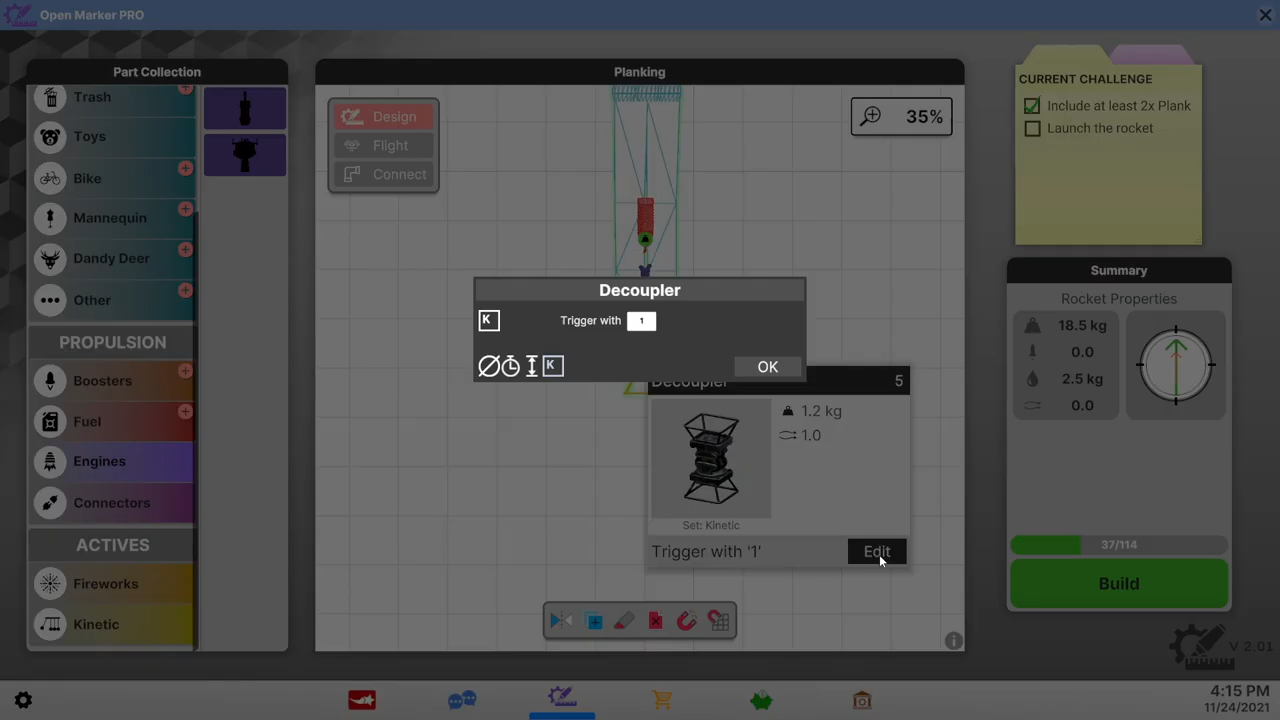 Open Marker PRO
Part Collection
Trash
Toys
Bike
Mannequin
Dandy Deer
Other
PROPULSION
Boosters
Fuel
Engines
Connectors
ACTIVES
Fireworks
Kinetic
Planking
Design
Flight
Connect
35%
Decoupler
K
Trigger with 1
K
OK
Decoupler 5
1.2 kg
1.0
Set: Kinetic
Trigger with '1'
Edit
CURRENT CHALLENGE
Include at least 2x Plank
Launch the rocket
Summary
Rocket Properties
18.5 kg
0.0
2.5 kg
0.0
37/114
Build
V 2.01
4:15 PM
11/24/2021